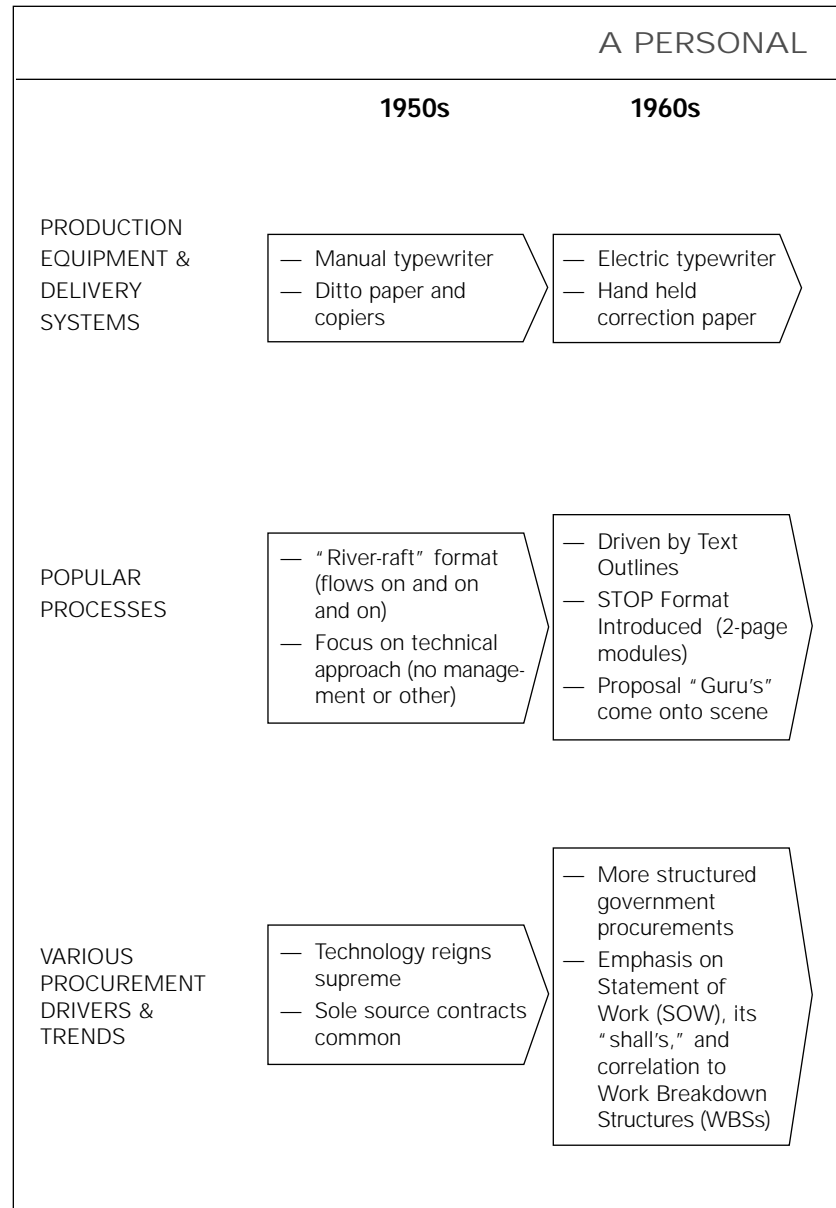 A PERSONAL
1950s
1960s
PRODUCTION
EQUIPMENT &
DELIVERY
SYSTEMS
— Manual typewriter
— Ditto paper and
copiers
— Electric typewriter
— Hand held
correction paper
POPULAR
PROCESSES
— “River-raft” format
(flows on and on
and on)
— Focus on technical
approach (no manage-
ment or other)
— Driven by Text
Outlines
— STOP Format
Introduced (2-page
modules)
— Proposal “Guru’s”
come onto scene
VARIOUS
PROCUREMENT
DRIVERS &
TRENDS
— Technology reigns
supreme
— Sole source contracts
common
— More structured
government
procurements
— Emphasis on
Statement of
Work (SOW), its
“shall’s,” and
correlation to
Work Breakdown
Structures (WBSs)